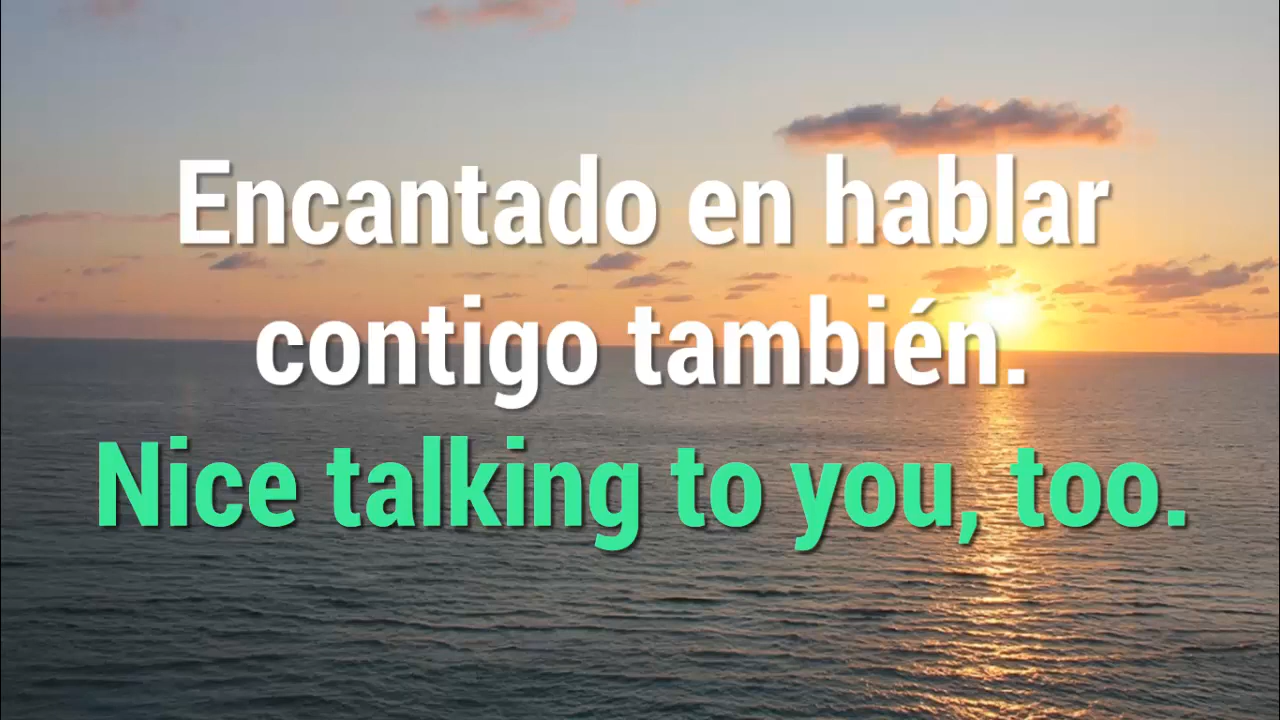 Encantado en hablar
contigo también.
Nice talking to you, too.